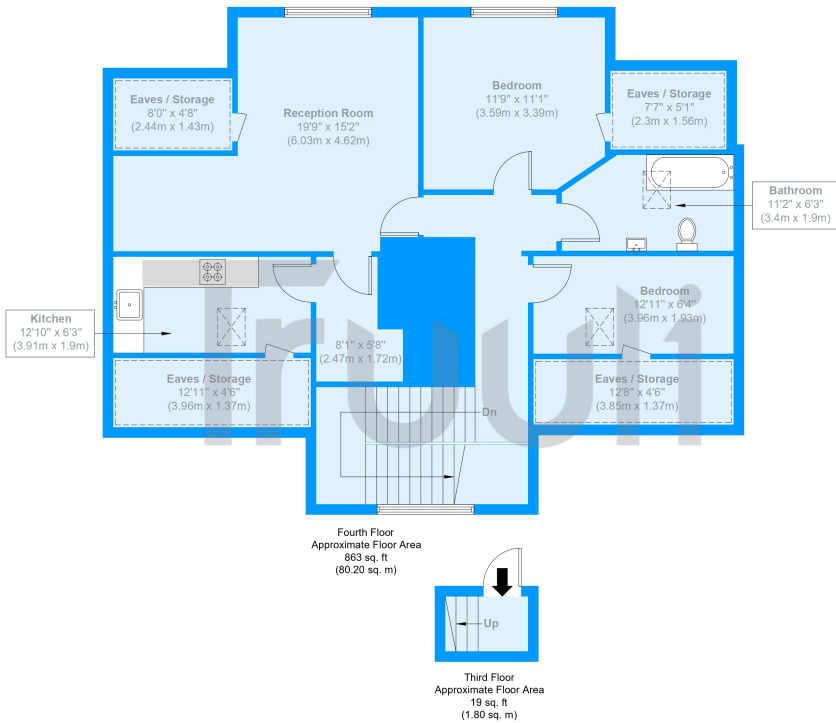 Eaves / Storage
8'0" x 4'8"
(2.44m x 1.43m)
Reception Room
19'9" x 15'2"
(6.03m x 4.62m)
Bedroom
11'9" x 11'1"
(3.59m x 3.39m)
Eaves / Storage
7'7" x 5'1"
(2.3m x 1.56m)
Bathroom
11'2" x 6'3"
(3.4m x 1.9m)
Kitchen
12'10" x 6'3"
(3.91m x 1.9m)
8'1" x 5'8"
(2.47m x 1.72m)
Bedroom
12'11" x 6'4"
(3.96m x 1.93m)
Eaves / Storage
12'11" x 4'6"
(3.96m x 1.37m)
Eaves / Storage
12'8" x 4'6"
(3.85m x 1.37m)
Truuli
Dn
Fourth Floor
Approximate Floor Area
863 sq. ft
(80.20 sq. m)
Up
Third Floor
Approximate Floor Area
19 sq. ft
(1.80 sq. m)